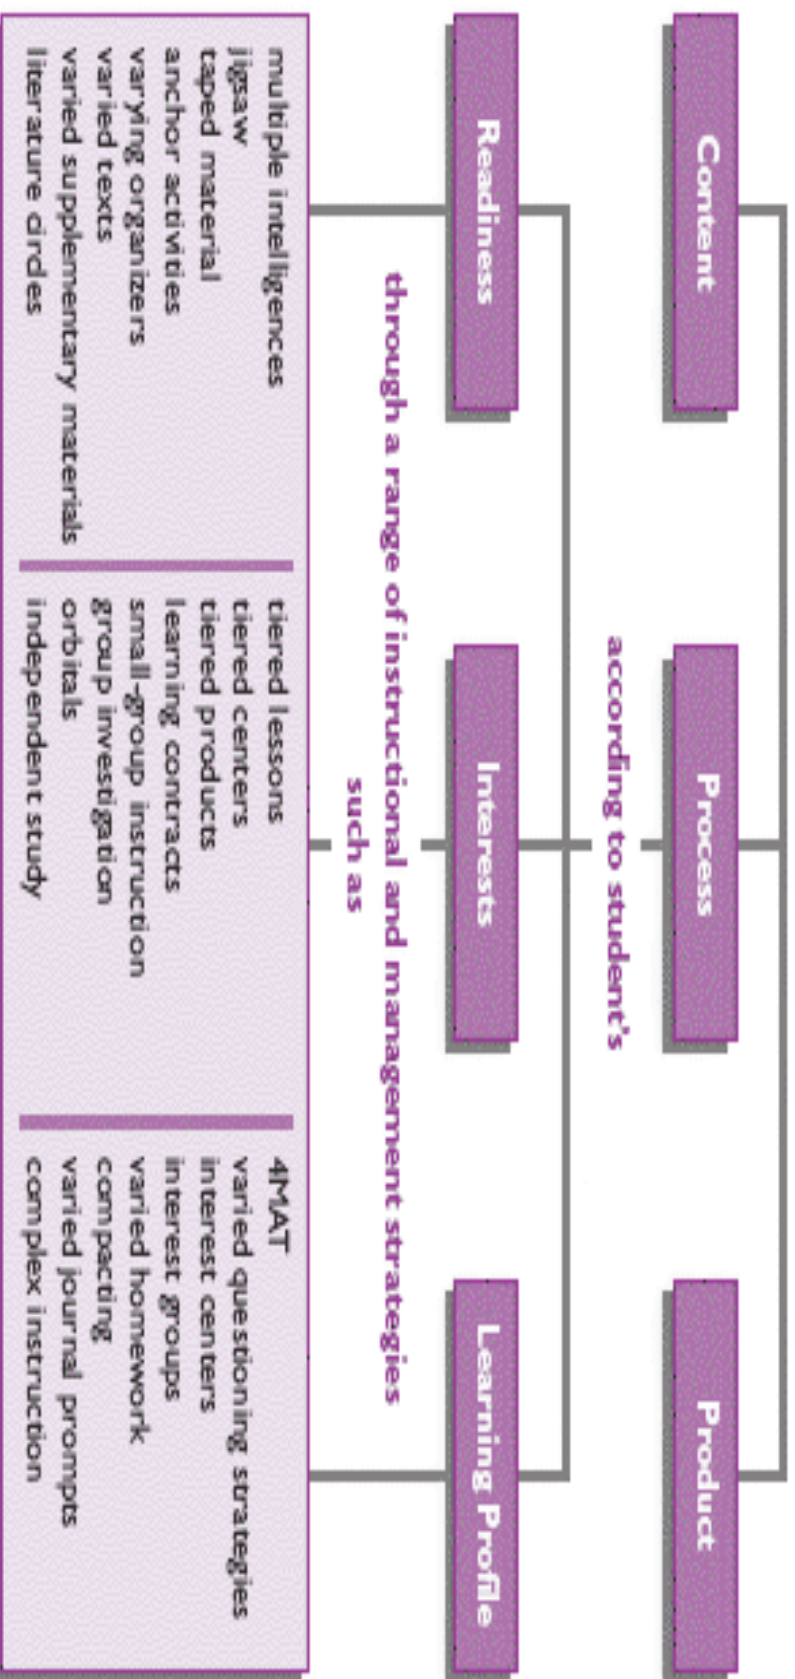 Content
Process
Product
according to student's
Readiness
Interests
Learning Profile
through a range of instructional and management strategies
such as
multiple intelligences
jigsaw
taped material
anchor activities
varying organizers
varied texts
varied supplementary materials
literature circles
tiered lessons
tiered centers
tiered products
learning contracts
small-group instruction
group investigation
orbitals
independent study
4MAT
varied questioning strategies
interest centers
interest groups
varied homework
compacting
varied journal prompts
complex instruction